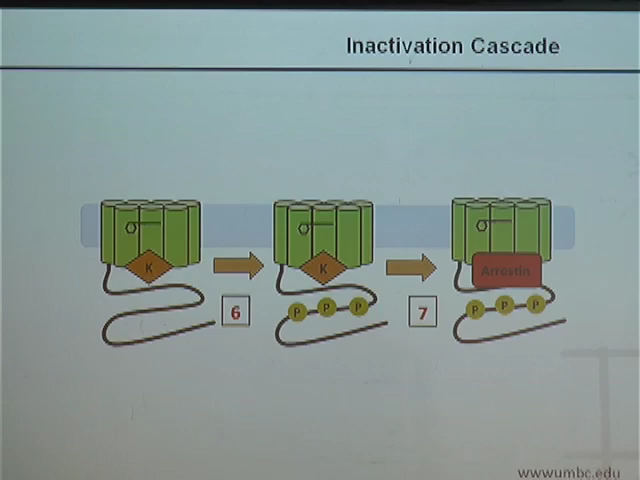 Inactivation Cascade
K
K
Arrestin
6
P P P
7
P P P
www.umbc.edu